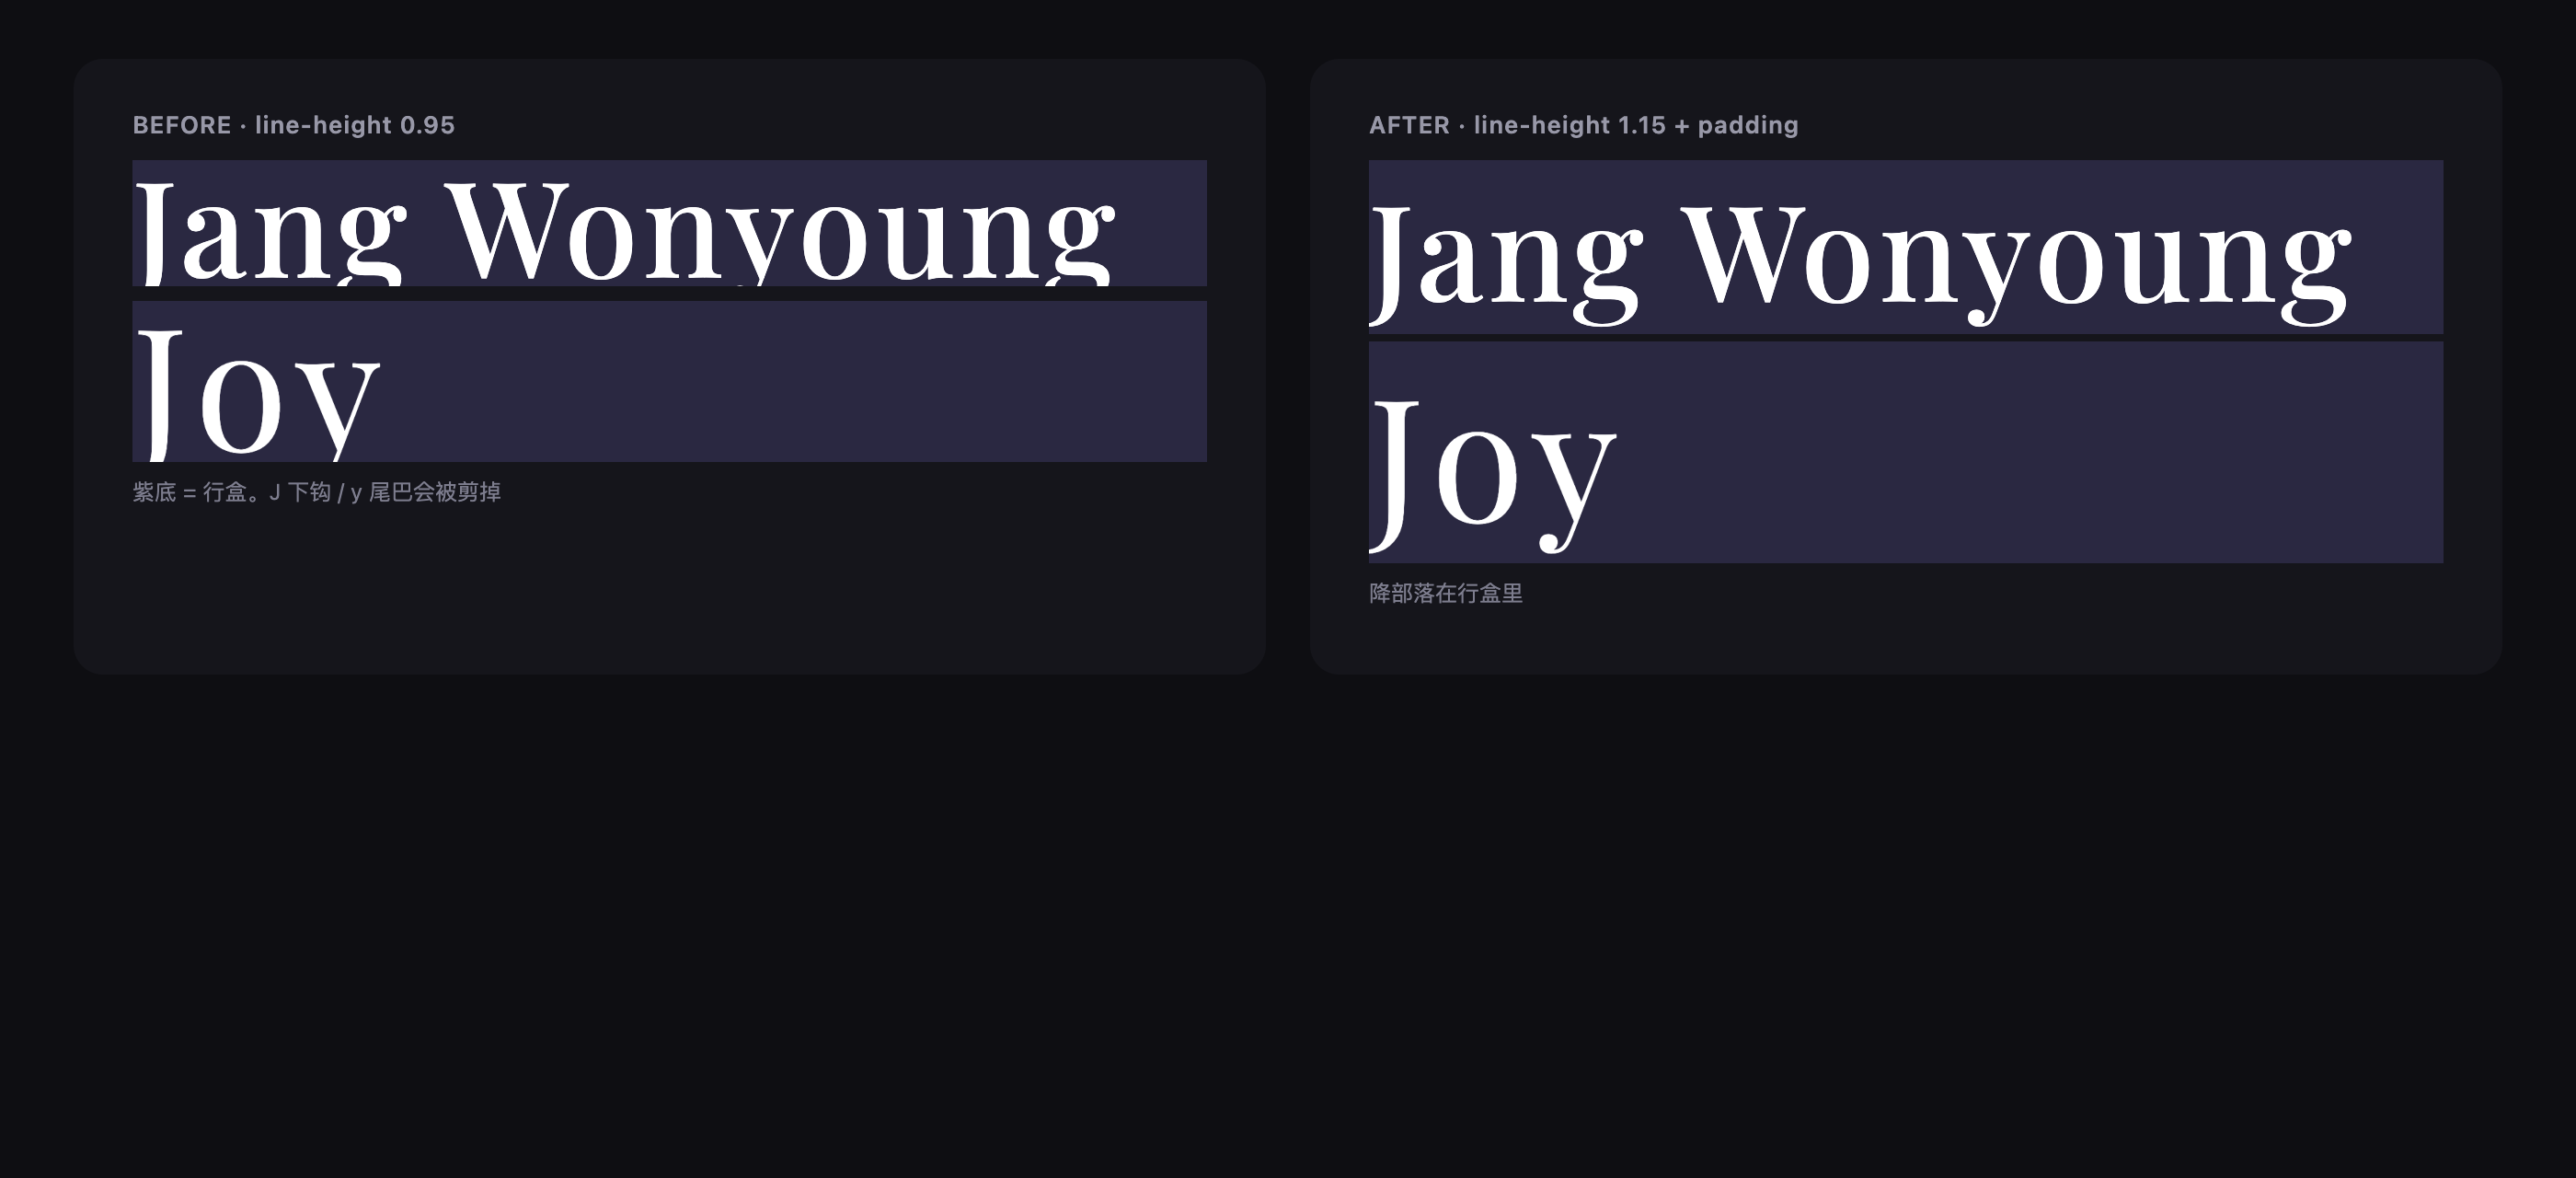 BEFORE · line-height 0.95
Jang Wonyoung
Joy
紫底 = 行盒。J 下钩 / y 尾巴会被剪掉
AFTER · line-height 1.15 + padding
Jang Wonyoung
Joy
降部落在行盒里